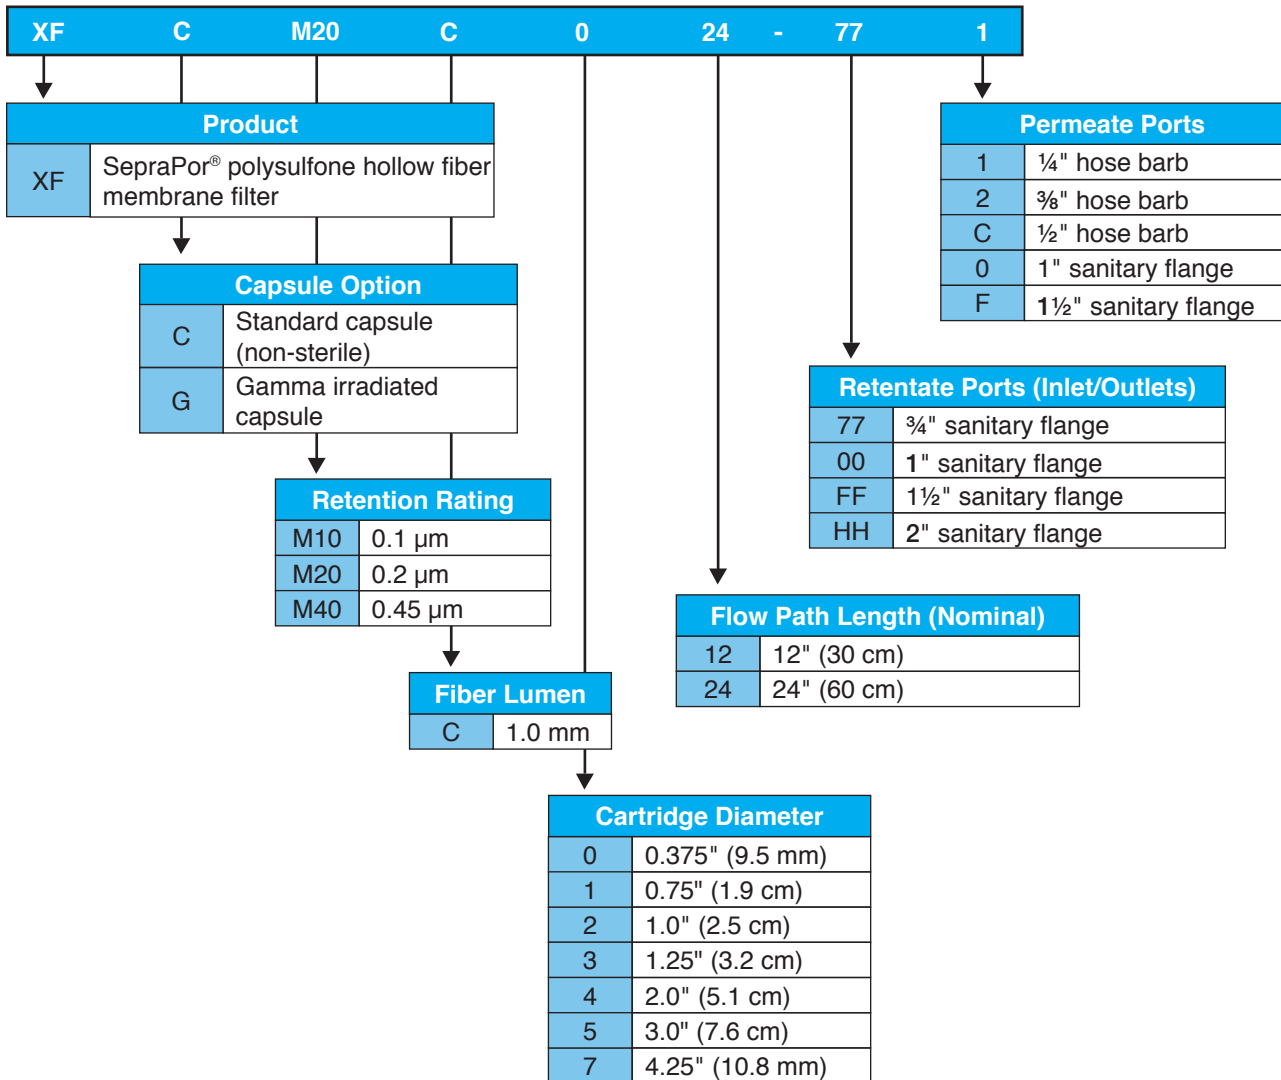 XF C M20 C 0 24 - 77 1
Product
XF SepraPor® polysulfone hollow fiber
membrane filter
Permeate Ports
1 ¼" hose barb
2 ⅜" hose barb
C ½" hose barb
0 1" sanitary flange
F 1½" sanitary flange
Capsule Option
C Standard capsule
(non-sterile)
G Gamma irradiated
capsule
Retentate Ports (Inlet/Outlets)
77 ¾" sanitary flange
00 1" sanitary flange
FF 1½" sanitary flange
HH 2" sanitary flange
Retention Rating
M10 0.1 µm
M20 0.2 µm
M40 0.45 µm
Flow Path Length (Nominal)
12 12" (30 cm)
24 24" (60 cm)
Fiber Lumen
C 1.0 mm
Cartridge Diameter
0 0.375" (9.5 mm)
1 0.75" (1.9 cm)
2 1.0" (2.5 cm)
3 1.25" (3.2 cm)
4 2.0" (5.1 cm)
5 3.0" (7.6 cm)
7 4.25" (10.8 mm)